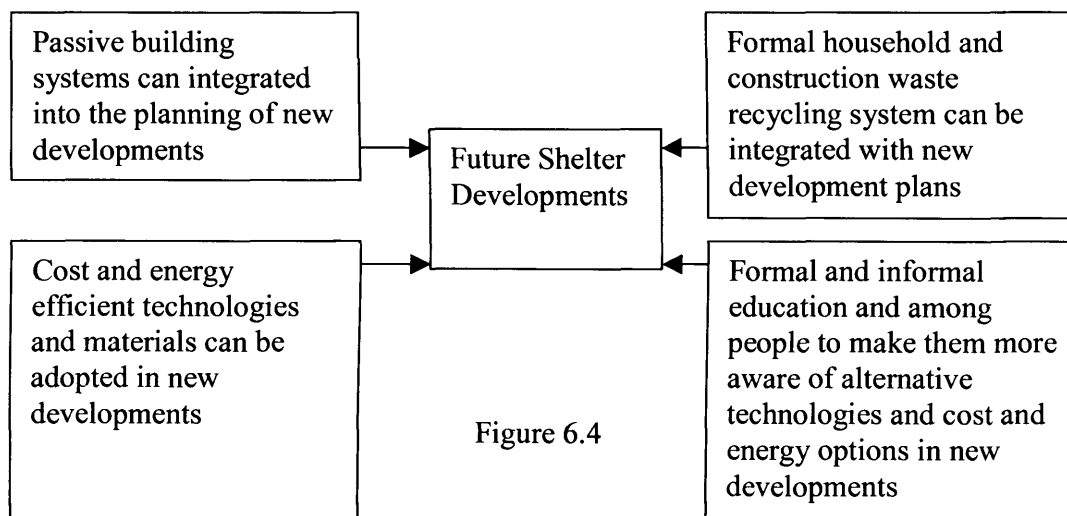 Passive building
systems can integrated
into the planning of new
developments
Formal household and
construction waste
recycling system can be
integrated with new
development plans
Future Shelter
Developments
Cost and energy
efficient technologies
and materials can be
adopted in new
developments
Formal and informal
education and among
people to make them more
aware of alternative
technologies and cost and
energy options in new
developments
Figure 6.4